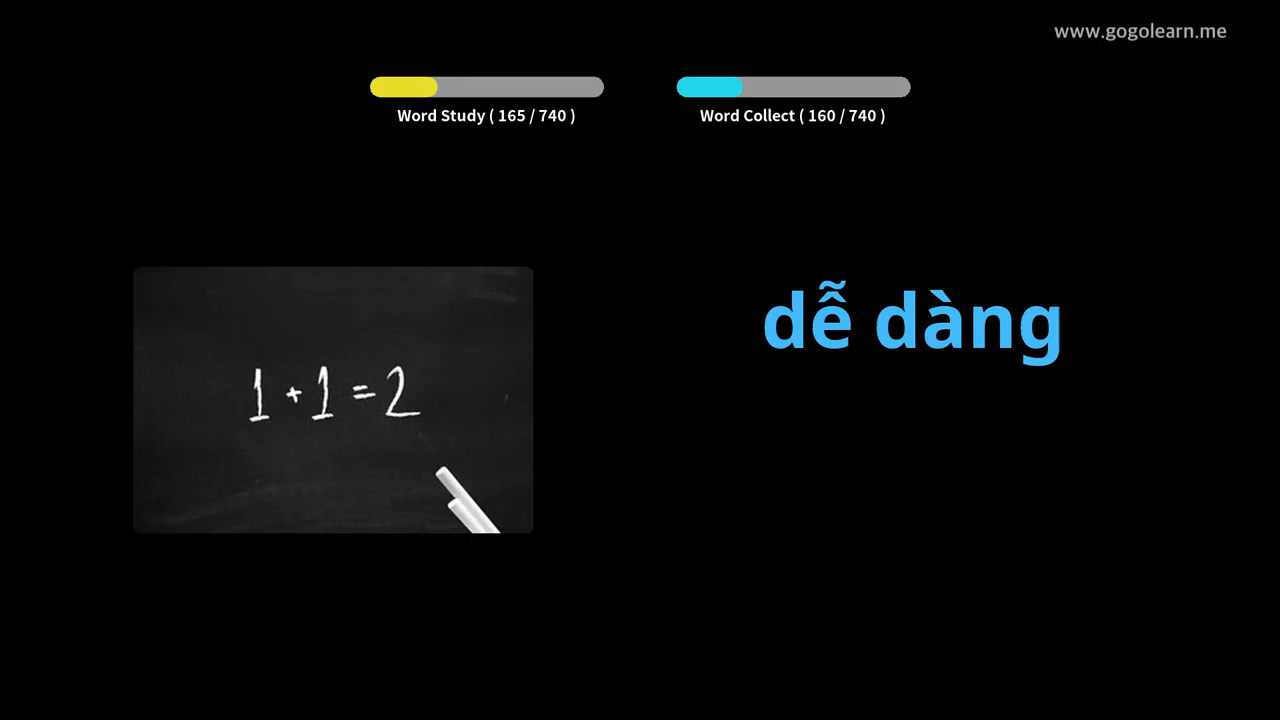 www.gogolearn.me
Word Study ( 165 / 740 )
Word Collect ( 160 / 740 )
dễ dàng
1 + 1 = 2